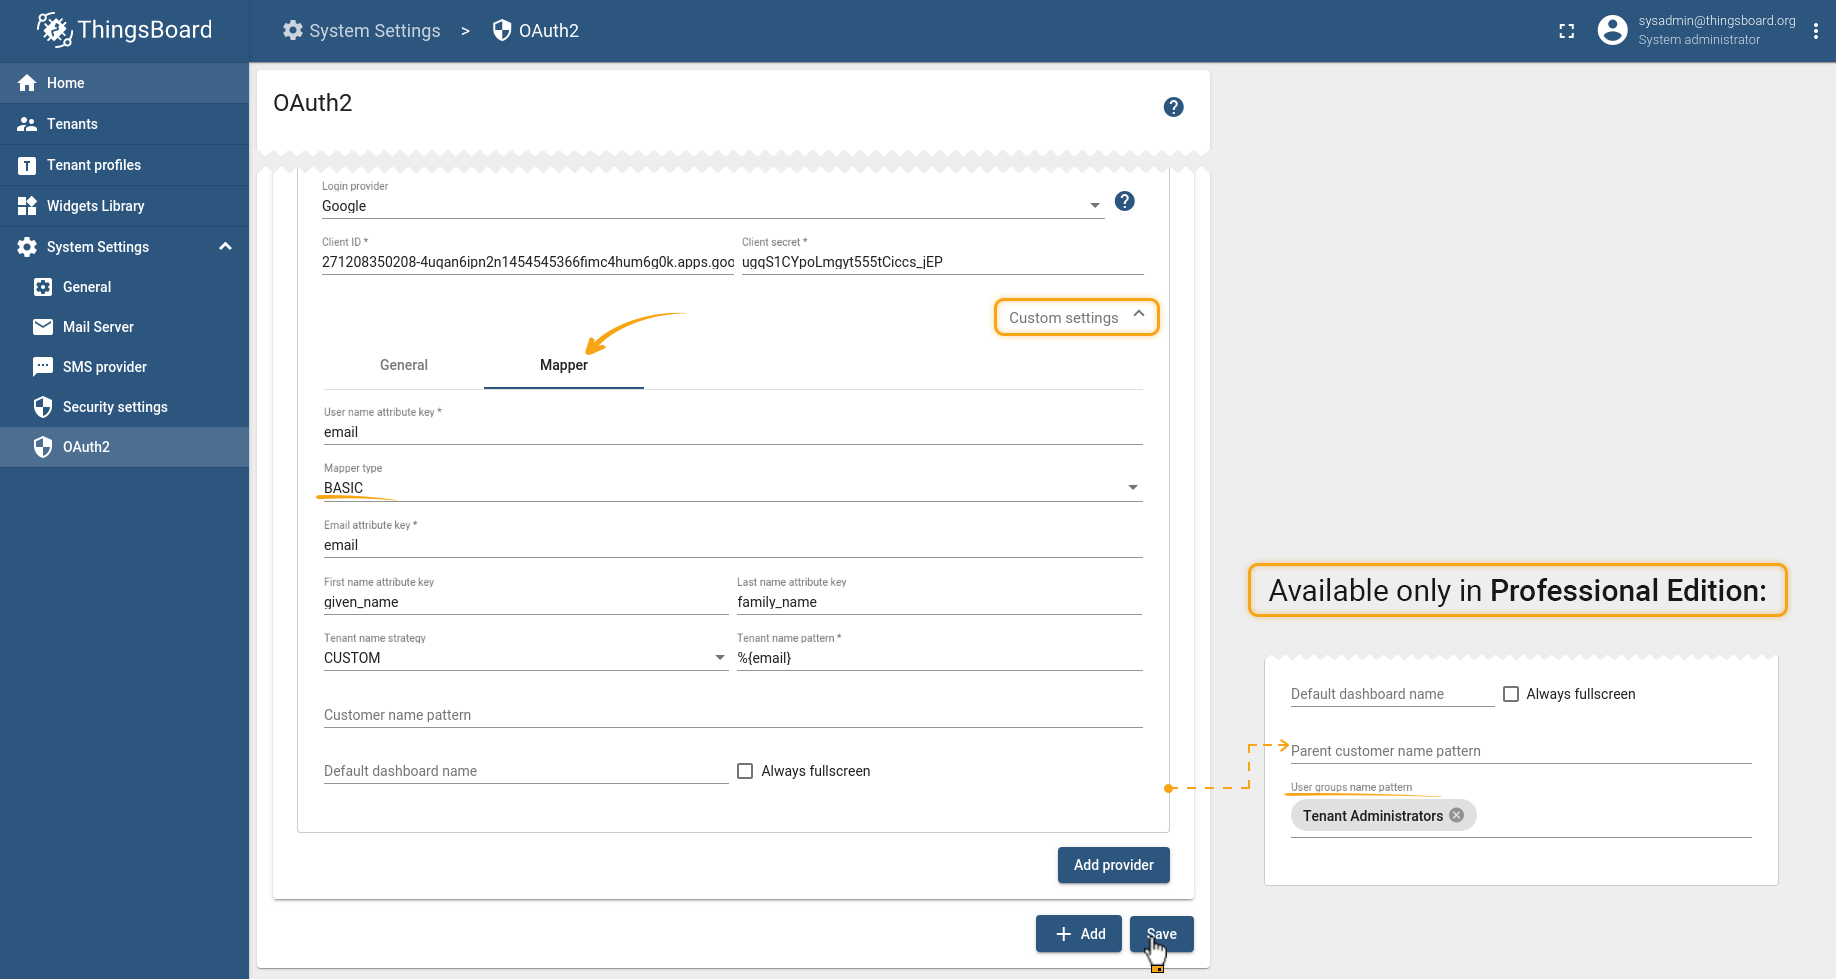 ThingsBoard
System Settings > OAuth2
sysadmin@thingsboard.org
System administrator
Home
Tenants
Tenant profiles
Widgets Library
System Settings
General
Mail Server
SMS provider
Security settings
OAuth2
OAuth2
Login provider
Google
Client ID * Client secret *
271208350208-4uqan6ipn2n1454545366fimc4hum6g0k.apps.goo ugqS1CYpoLmgyt555tCiccs_jEP
Custom settings
General Mapper
User name attribute key *
email
Mapper type
BASIC
Email attribute key *
email
First name attribute key Last name attribute key
given_name family_name
Tenant name strategy Tenant name pattern *
CUSTOM %{email}
Customer name pattern
Default dashboard name Always fullscreen
Add provider
Add Save
Available only in Professional Edition:
Default dashboard name Always fullscreen
Parent customer name pattern
User groups name pattern
Tenant Administrators